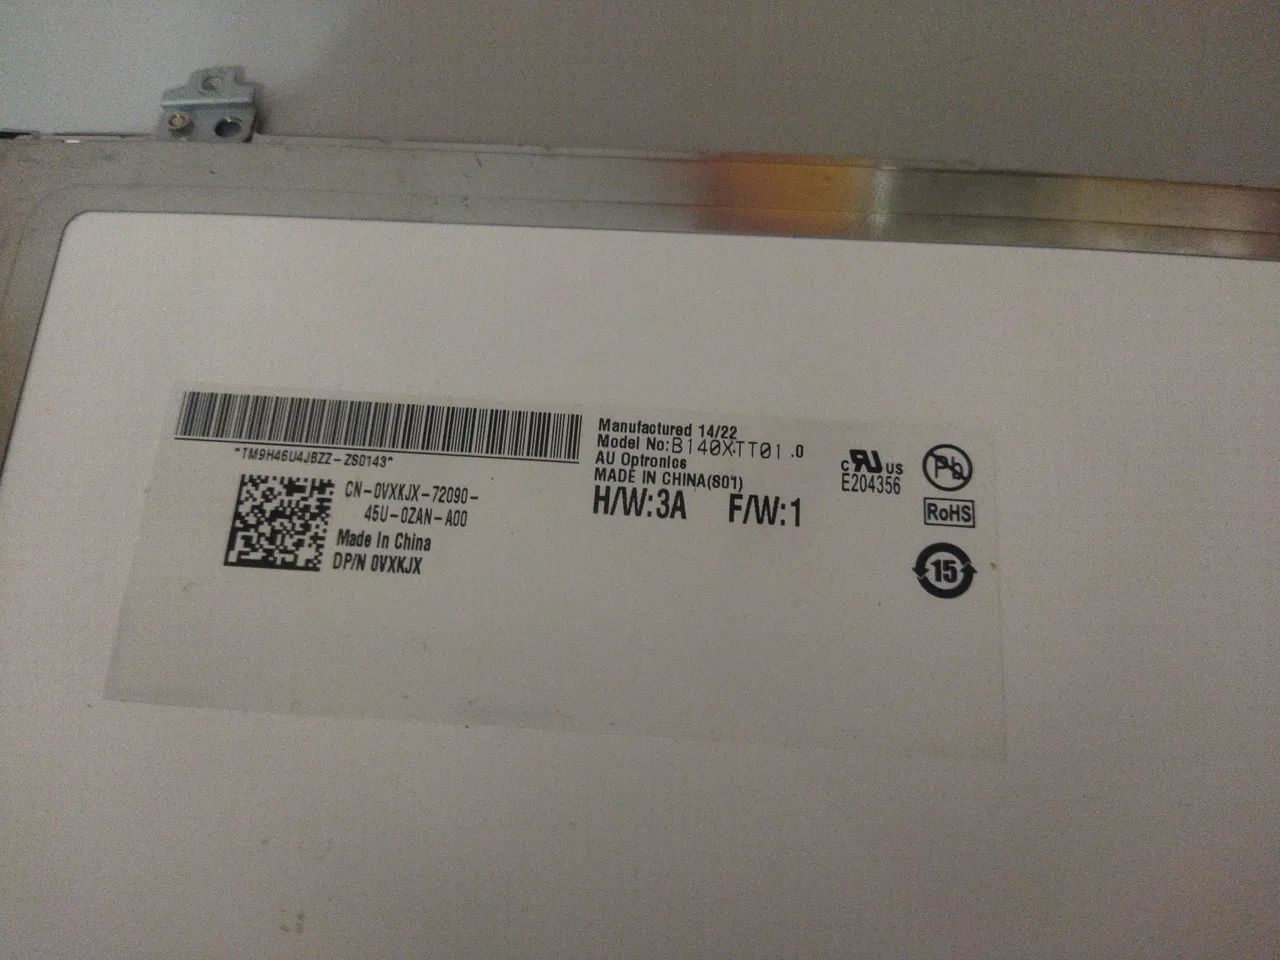 *TM9H46U4JBZZ-ZS0143*
CN-0VXKJX-72090-
45U-0ZAN-A00
Made In China
DP/N 0VXKJX
Manufactured 14/22
Model No:B140XTT01.0
AU Optronics
MADE IN CHINA(S01)
H/W:3A F/W:1
c RU US
E204356
Pb
RoHS
15